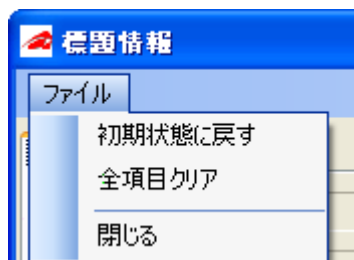 標題情報
ファイル
初期状態に戻す
全項目クリア
閉じる